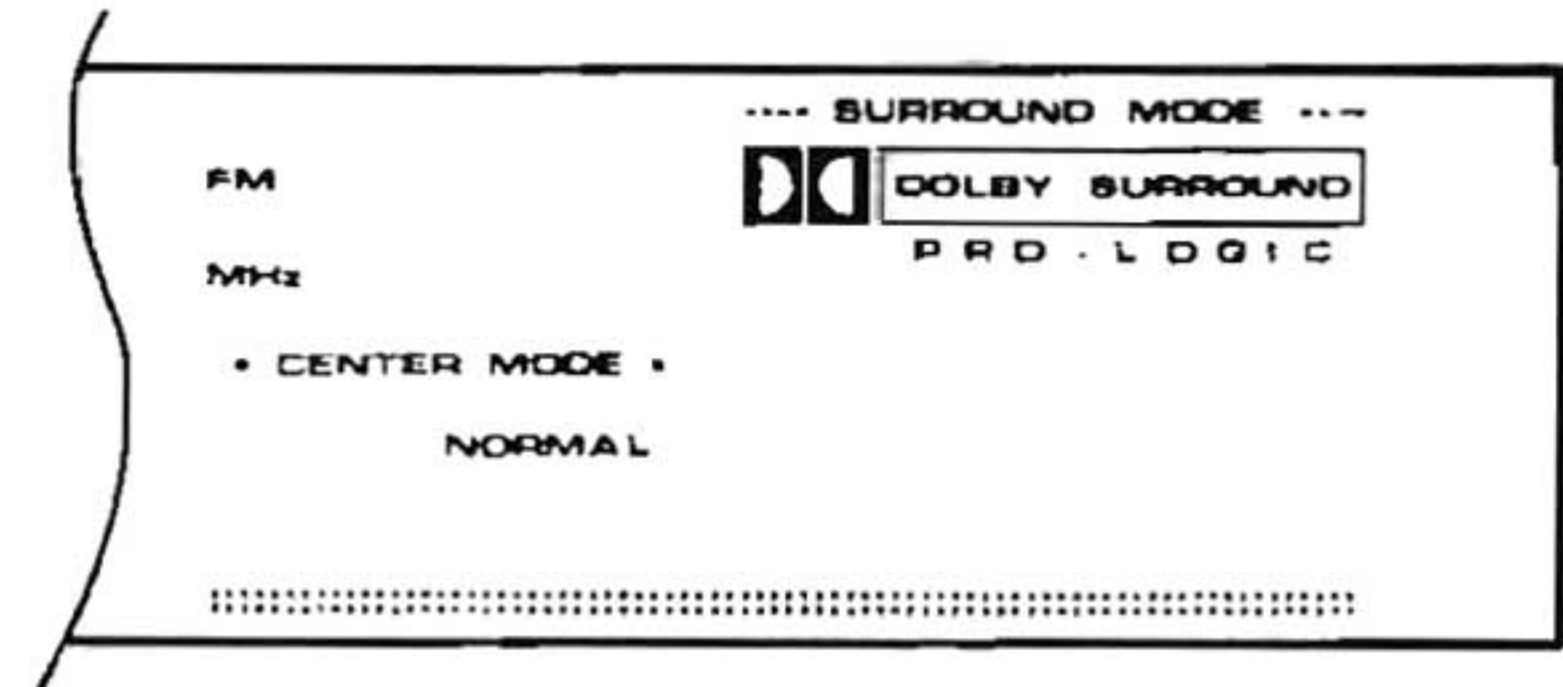 SURROUND MODE
FM
DOLBY SURROUND
PRO·LOGIC
MHz
• CENTER MODE •
NORMAL